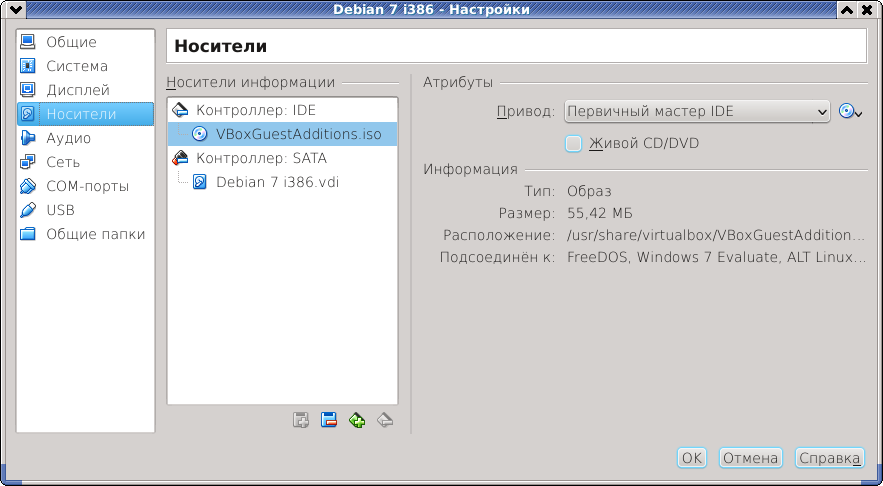 Debian 7 i386 - Настройки
Общие
Система
Дисплей
Носители
Аудио
Сеть
COM-порты
USB
Общие папки
Носители
Носители информации
Контроллер: IDE
VBoxGuestAdditions.iso
Контроллер: SATA
Debian 7 i386.vdi
Атрибуты
Привод: Первичный мастер IDE
Живой CD/DVD
Информация
Тип: Образ
Размер: 55,42 МБ
Расположение: /usr/share/virtualbox/VBoxGuestAddition...
Подсоединён к: FreeDOS, Windows 7 Evaluate, ALT Linux...
OK Отмена Справка